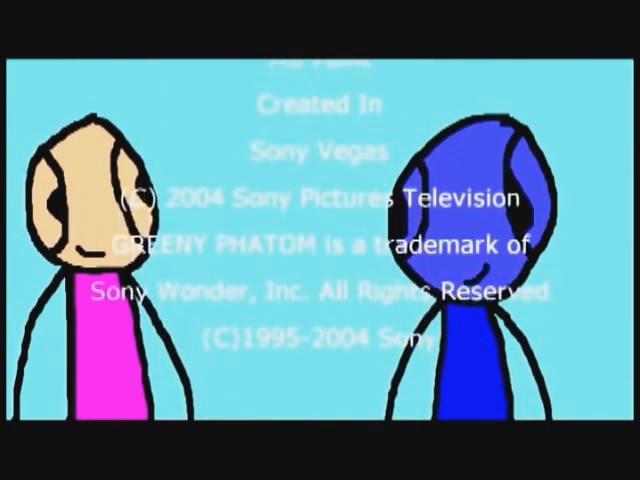 Created In
Sony Vegas
(C) 2004 Sony Pictures Television
GREENY PHATOM is a trademark of
Sony Wonder, Inc. All Rights Reserved
(C)1995-2004 Sony